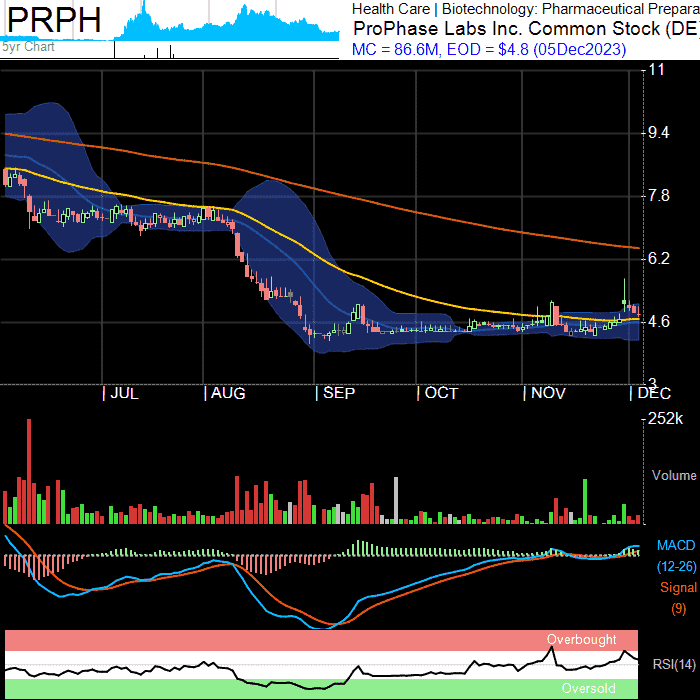 PRPH
Health Care | Biotechnology: Pharmaceutical Prepara
ProPhase Labs Inc. Common Stock (DE
MC = 86.6M, EOD = $4.8 (05Dec2023)
5yr Chart
11
9.4
7.8
6.2
4.6
3
| JUL | AUG | SEP | OCT | NOV | DEC
252k
Volume
MACD
(12-26)
Signal
(9)
Overbought
RSI(14)
Oversold